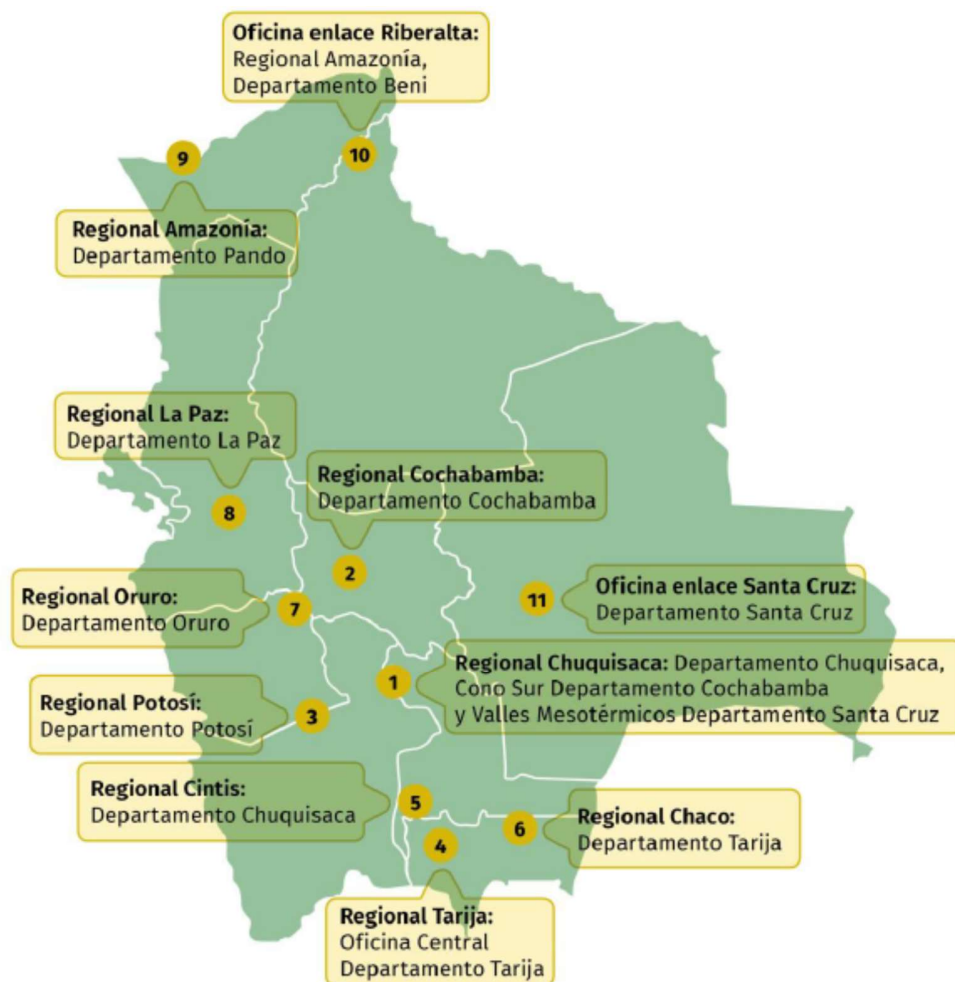 Oficina enlace Riberalta:
Regional Amazonía,
Departamento Beni
9
10
Regional Amazonía:
Departamento Pando
Regional La Paz:
Departamento La Paz
8
Regional Cochabamba:
Departamento Cochabamba
2
Regional Oruro:
Departamento Oruro
7
11
Oficina enlace Santa Cruz:
Departamento Santa Cruz
1
Regional Chuquisaca: Departamento Chuquisaca,
Cono Sur Departamento Cochabamba
y Valles Mesotérmicos Departamento Santa Cruz
Regional Potosí:
Departamento Potosí
3
Regional Cintis:
Departamento Chuquisaca
5
6
Regional Chaco:
Departamento Tarija
4
Regional Tarija:
Oficina Central
Departamento Tarija